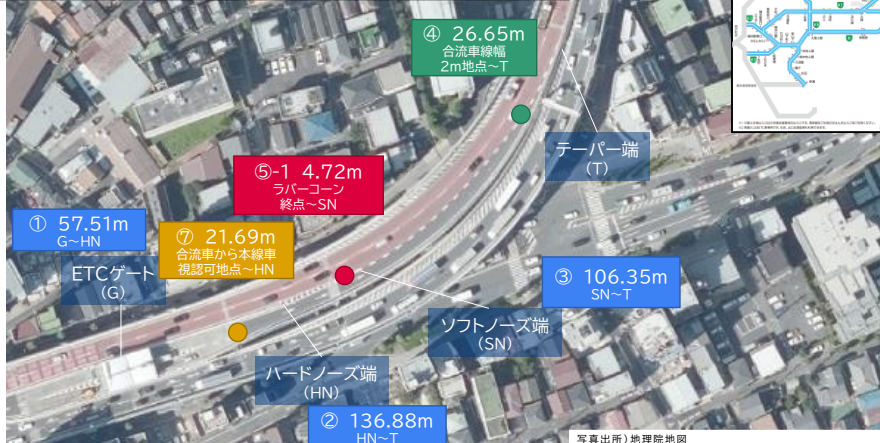 ④ 26.65m
合流車線幅
2m地点～T
テーパー端
(T)
⑤-1 4.72m
ラバーコーン
終点～SN
① 57.51m
G～HN
⑦ 21.69m
合流車から本線車
視認可地点～HN
ETCゲート
(G)
③ 106.35m
SN～T
ソフトノーズ端
(SN)
ハードノーズ端
(HN)
② 136.88m
HN～T
写真出所)地理院地図